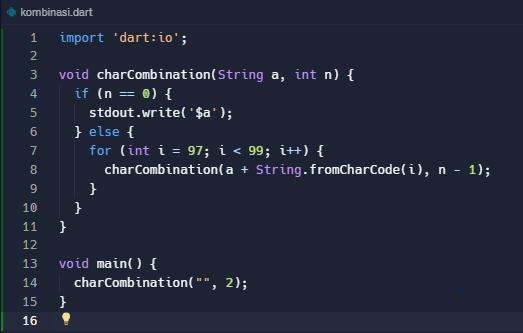 kombinasi.dart
1 import 'dart:io';
2
3 void charCombination(String a, int n) {
4   if (n == 0) {
5     stdout.write('$a');
6   } else {
7     for (int i = 97; i < 99; i++) {
8       charCombination(a + String.fromCharCode(i), n - 1);
9     }
10   }
11 }
12
13 void main() {
14   charCombination("", 2);
15 }
16